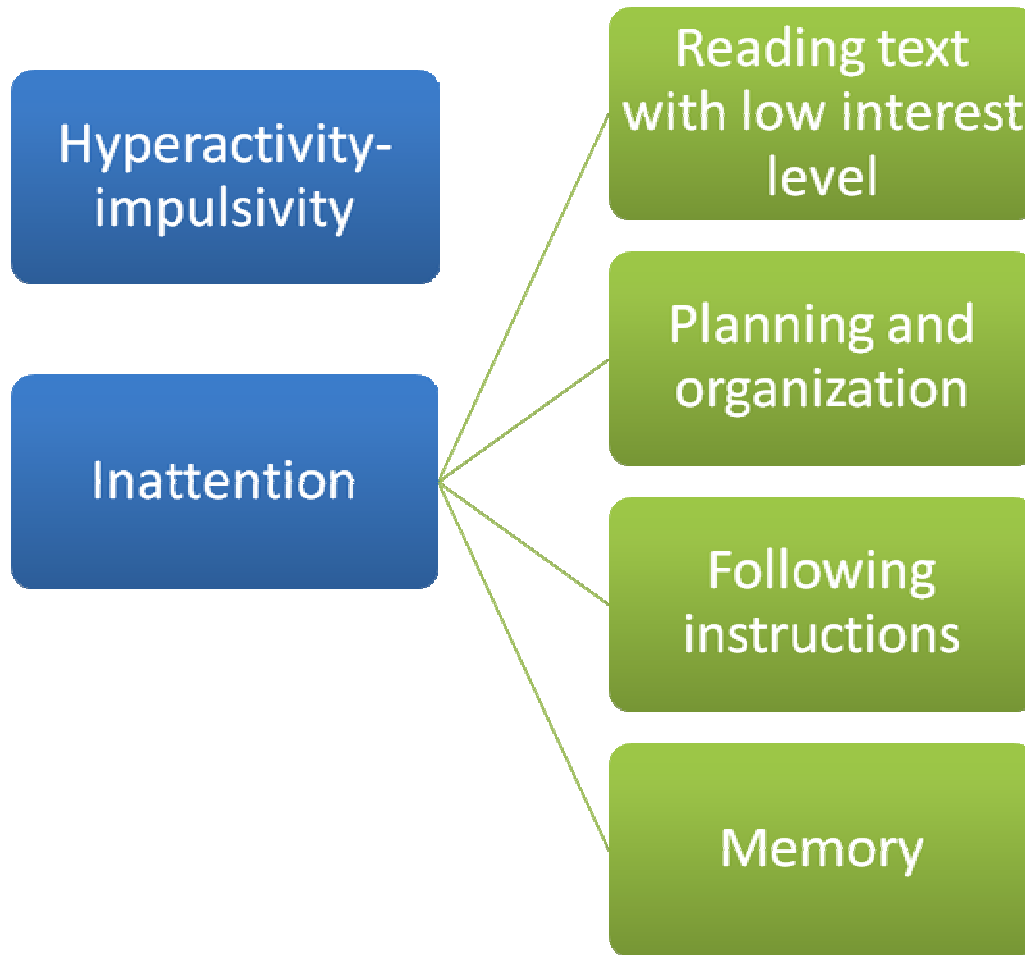 Hyperactivity-
impulsivity
Inattention
Reading text
with low interest
level
Planning and
organization
Following
instructions
Memory